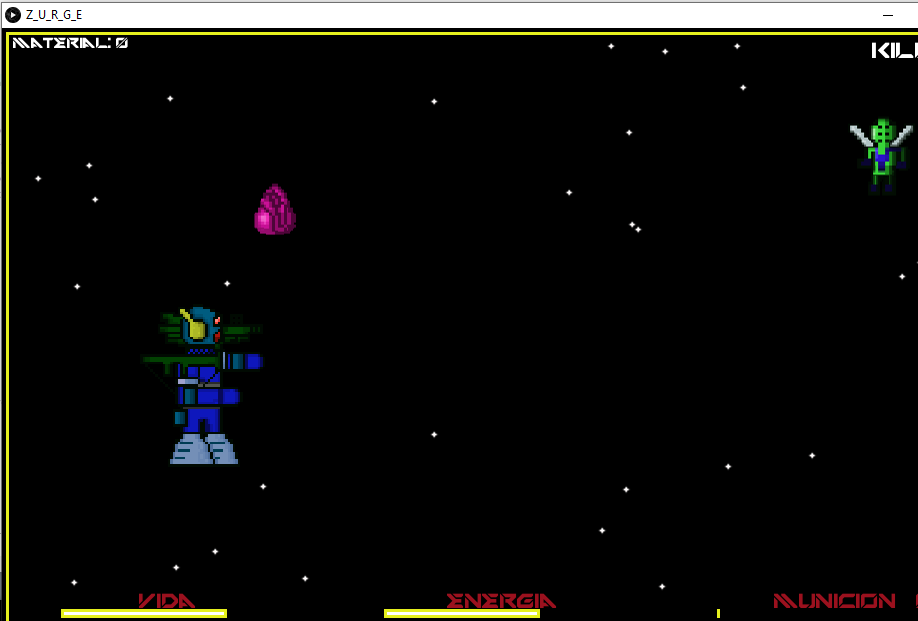 Z_U_R_G_E
MATERIAL: 0
VIDA
ENERGIA
MUNICION